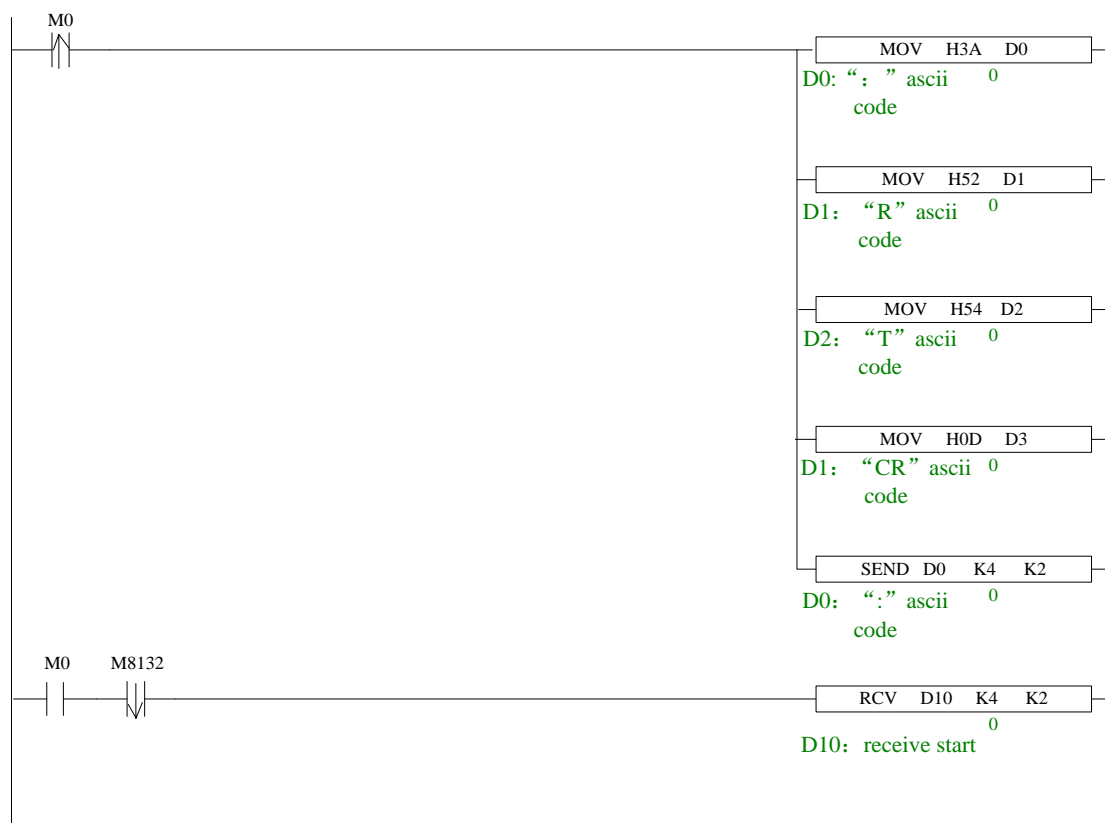 M0
MOV H3A D0
D0: “：” ascii 0
code
MOV H52 D1
D1： “R” ascii 0
code
MOV H54 D2
D2： “T” ascii 0
code
MOV H0D D3
D1： “CR” ascii 0
code
SEND D0 K4 K2
D0： “:” ascii 0
code
M0 M8132
RCV D10 K4 K2
0
D10：receive start